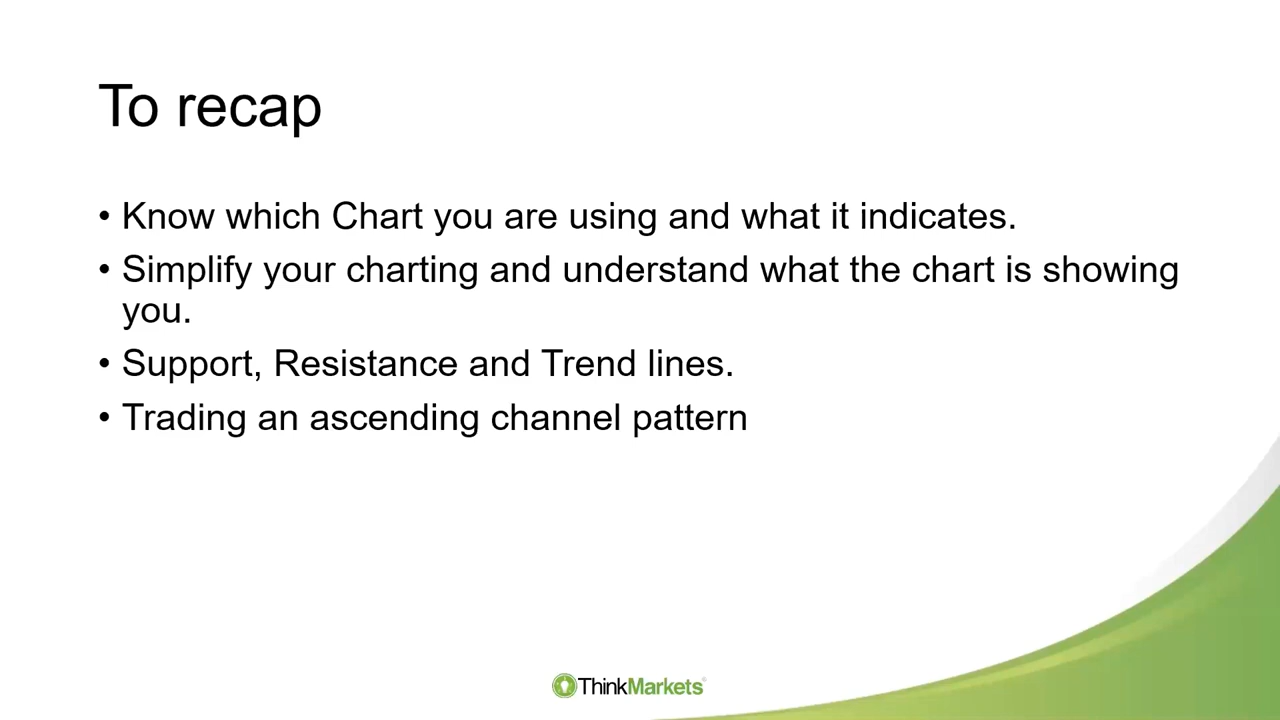 To recap
• Know which Chart you are using and what it indicates.
• Simplify your charting and understand what the chart is showing
you.
• Support, Resistance and Trend lines.
• Trading an ascending channel pattern
ThinkMarkets®